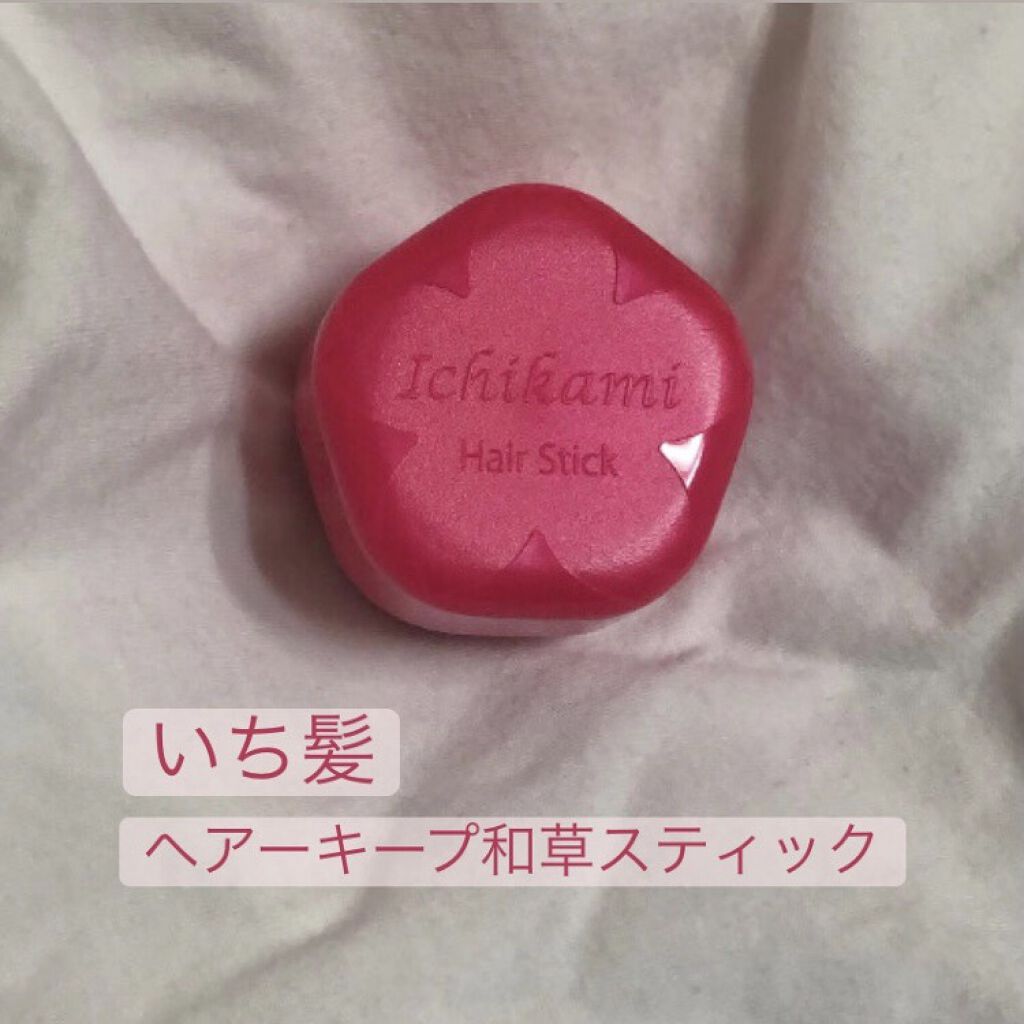 Ichikami
Hair Stick
いち髪
ヘアーキープ和草スティック